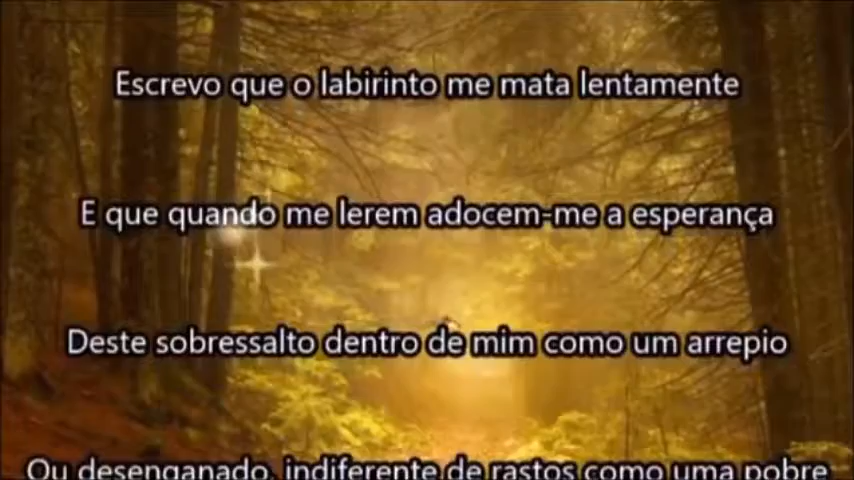 Escrevo que o labirinto me mata lentamente
E que quando me lerem adocem-me a esperança
Deste sobressalto dentro de mim como um arrepio
Ou desenganado, indiferente de rastos como uma pobre